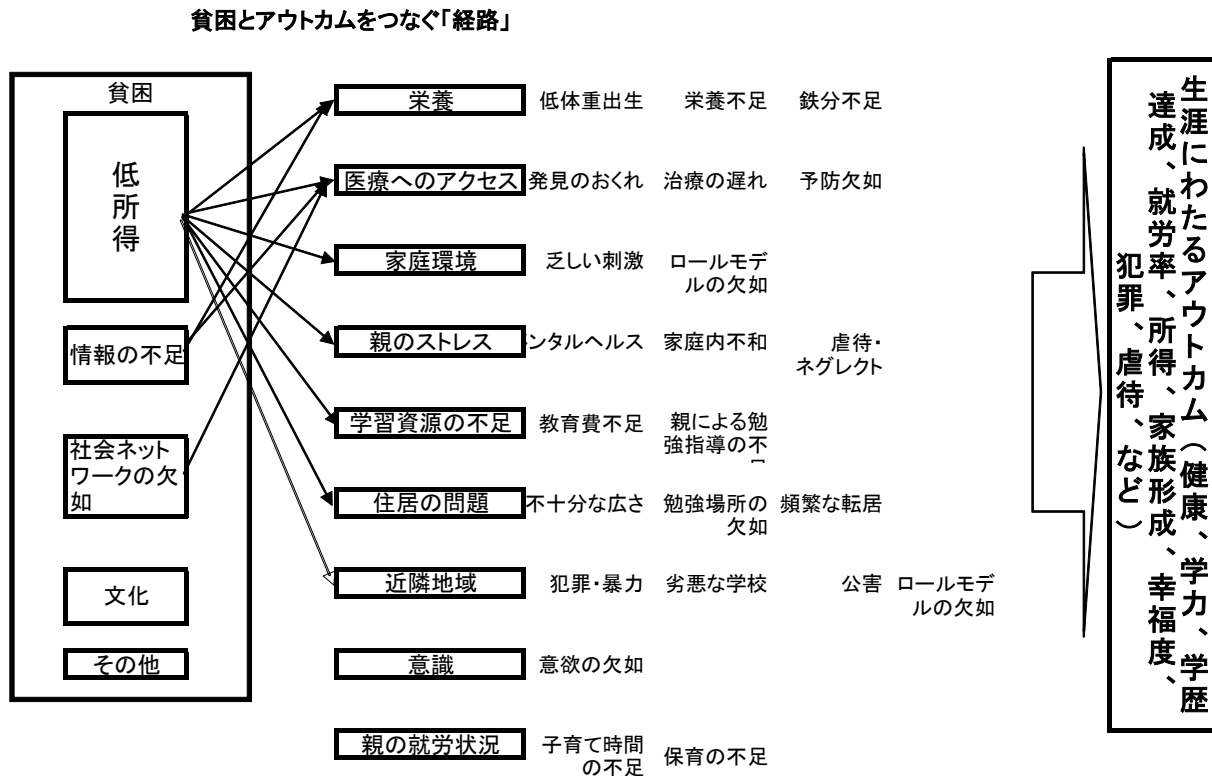 貧困とアウトカムをつなぐ「経路」
貧困
低
所
得
情報の不足
社会ネット
ワークの欠
如
文化
その他
栄養
低体重出生
栄養不足
鉄分不足
医療へのアクセス
発見のおくれ
治療の遅れ
予防欠如
家庭環境
乏しい刺激
ロールモデ
ルの欠如
親のストレス
ンタルヘルス
家庭内不和
虐待・
ネグレクト
学習資源の不足
教育費不足
親による勉
強指導の不
住居の問題
不十分な広さ
勉強場所の
欠如
頻繁な転居
近隣地域
犯罪・暴力
劣悪な学校
公害
ロールモデ
ルの欠如
意識
意欲の欠如
親の就労状況
子育て時間
の不足
保育の不足
生涯にわたるアウトカム(健康、学力、学歴
達成、就労率、所得、家族形成、幸福度、
犯罪、虐待、など)